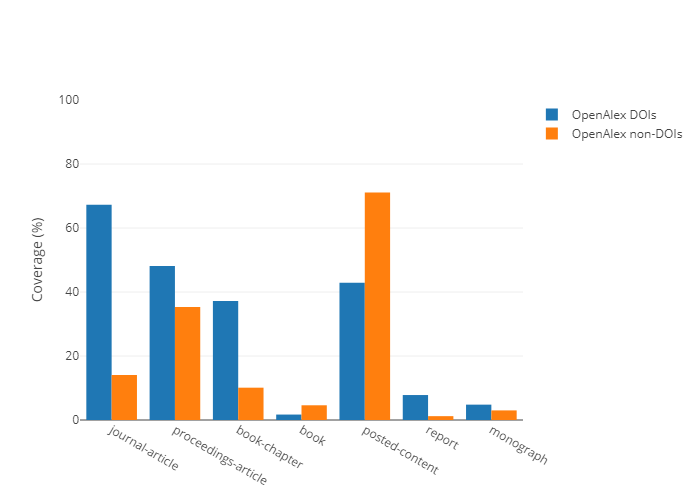 100
80
60
40
20
0
Coverage (%)
journal-article
proceedings-article
book-chapter
book
posted-content
report
monograph
OpenAlex DOIs
OpenAlex non-DOIs